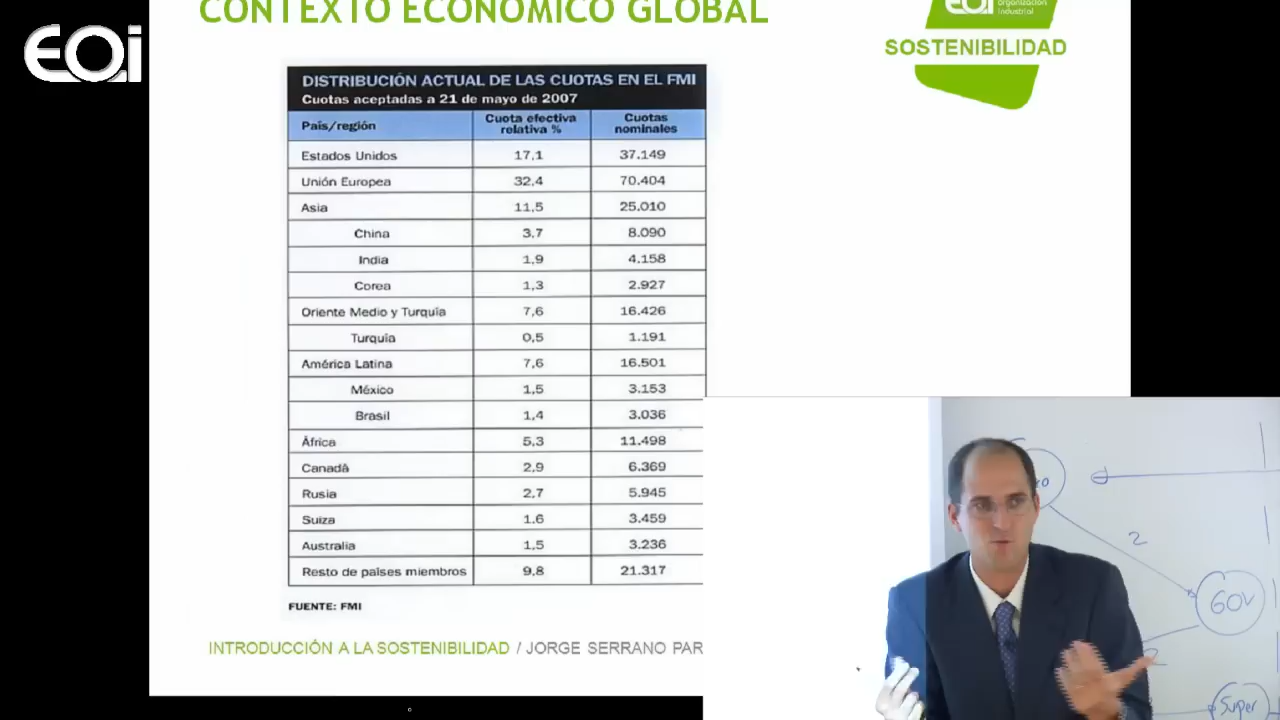 CONTEXTO ECONÓMICO GLOBAL
EOi
EOi
organización
industrial
SOSTENIBILIDAD
DISTRIBUCIÓN ACTUAL DE LAS CUOTAS EN EL FMI
Cuotas aceptadas a 21 de mayo de 2007
País/región Cuota efectiva relativa % Cuotas nominales
Estados Unidos 17,1 37.149
Unión Europea 32,4 70.404
Asia 11,5 25.010
China 3,7 8.090
India 1,9 4.158
Corea 1,3 2.927
Oriente Medio y Turquía 7,6 16.426
Turquía 0,5 1.191
América Latina 7,6 16.501
México 1,5 3.153
Brasil 1,4 3.036
África 5,3 11.498
Canadá 2,9 6.369
Rusia 2,7 5.945
Suiza 1.6 3.459
Australia 1,5 3.236
Resto de países miembros 9,8 21.317
FUENTE: FMI
INTRODUCCIÓN A LA SOSTENIBILIDAD / JORGE SERRANO PAR
2
GOV
2
Super